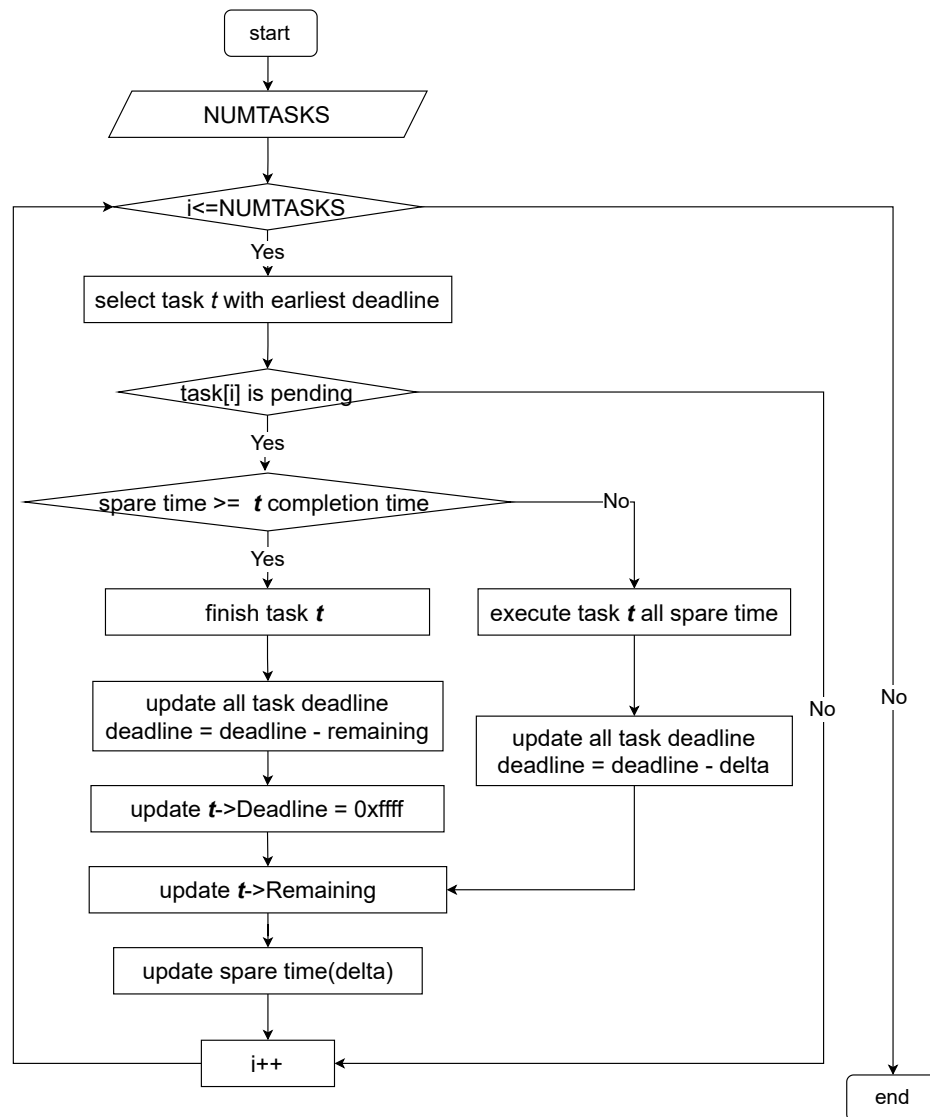 start
NUMTASKS
i<=NUMTASKS
Yes
select task t with earliest deadline
task[i] is pending
Yes
spare time >= t completion time
No
Yes
finish task t
execute task t all spare time
update all task deadline
deadline = deadline - remaining
No
No
update all task deadline
deadline = deadline - delta
update t->Deadline = 0xffff
update t->Remaining
update spare time(delta)
i++
end